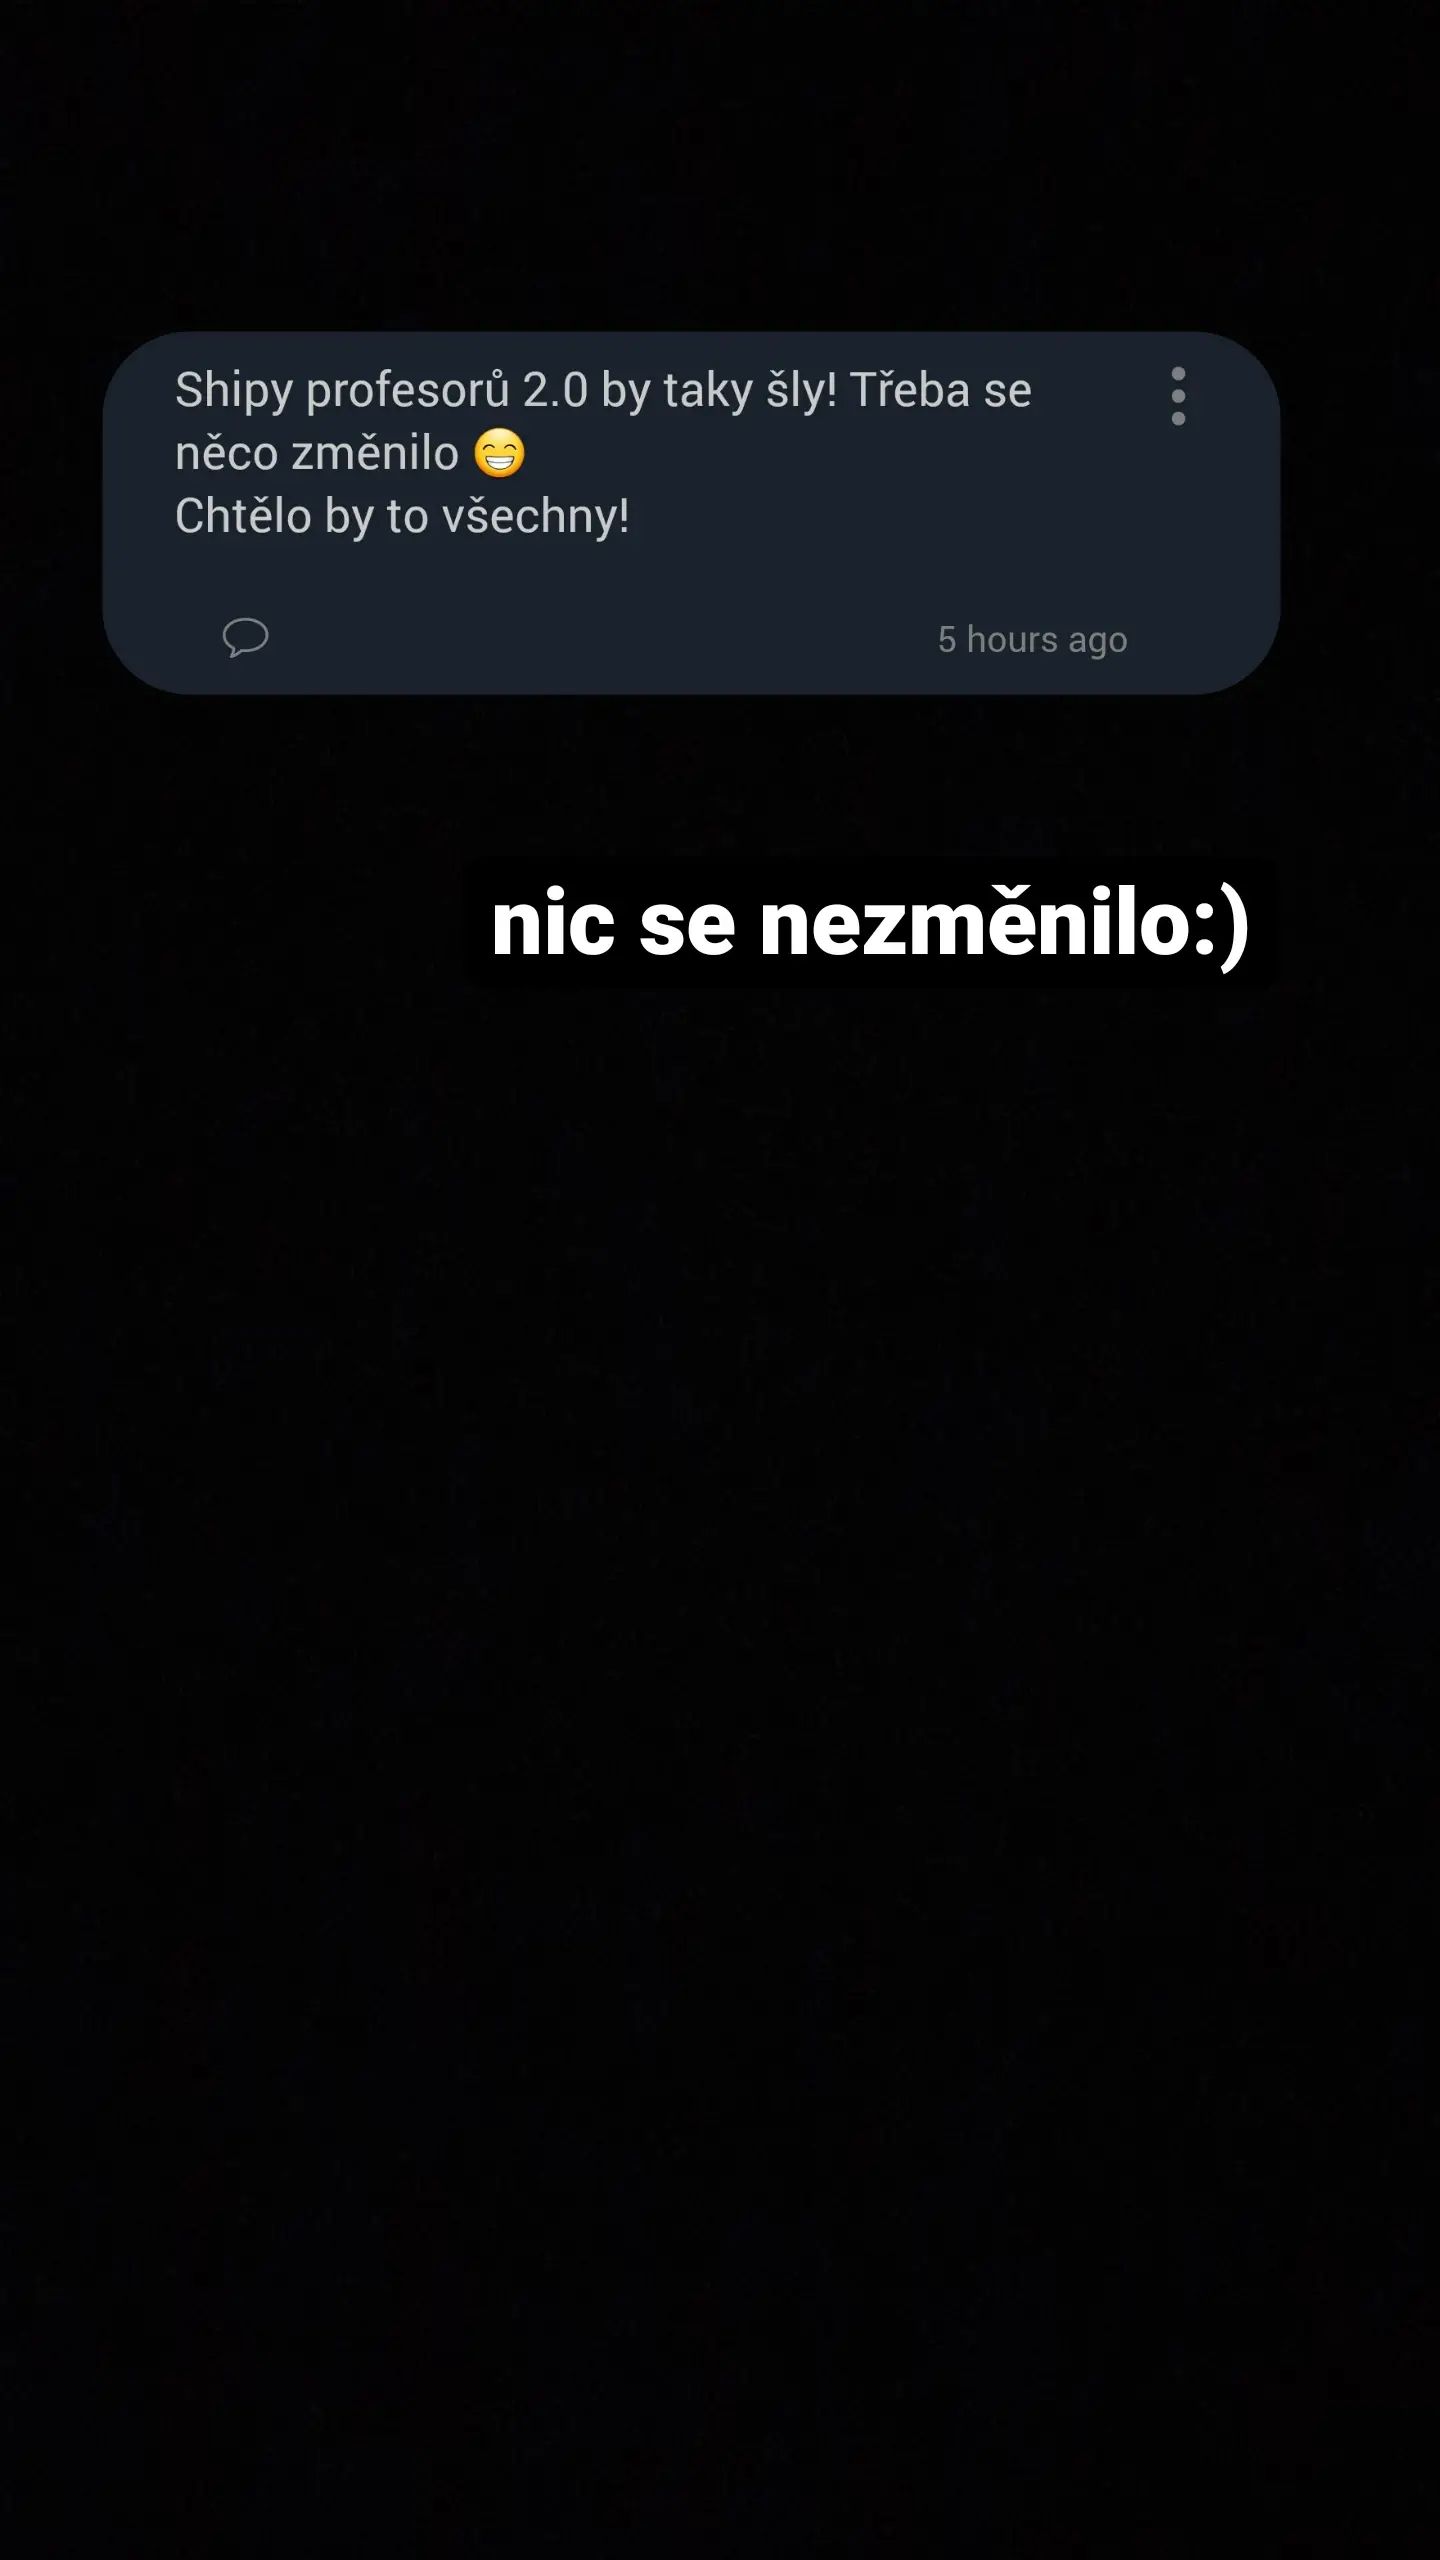 Shipy profesorů 2.0 by taky šly! Třeba se
něco změnilo 😁
Chtělo by to všechny!
5 hours ago
nic se nezměnilo:)